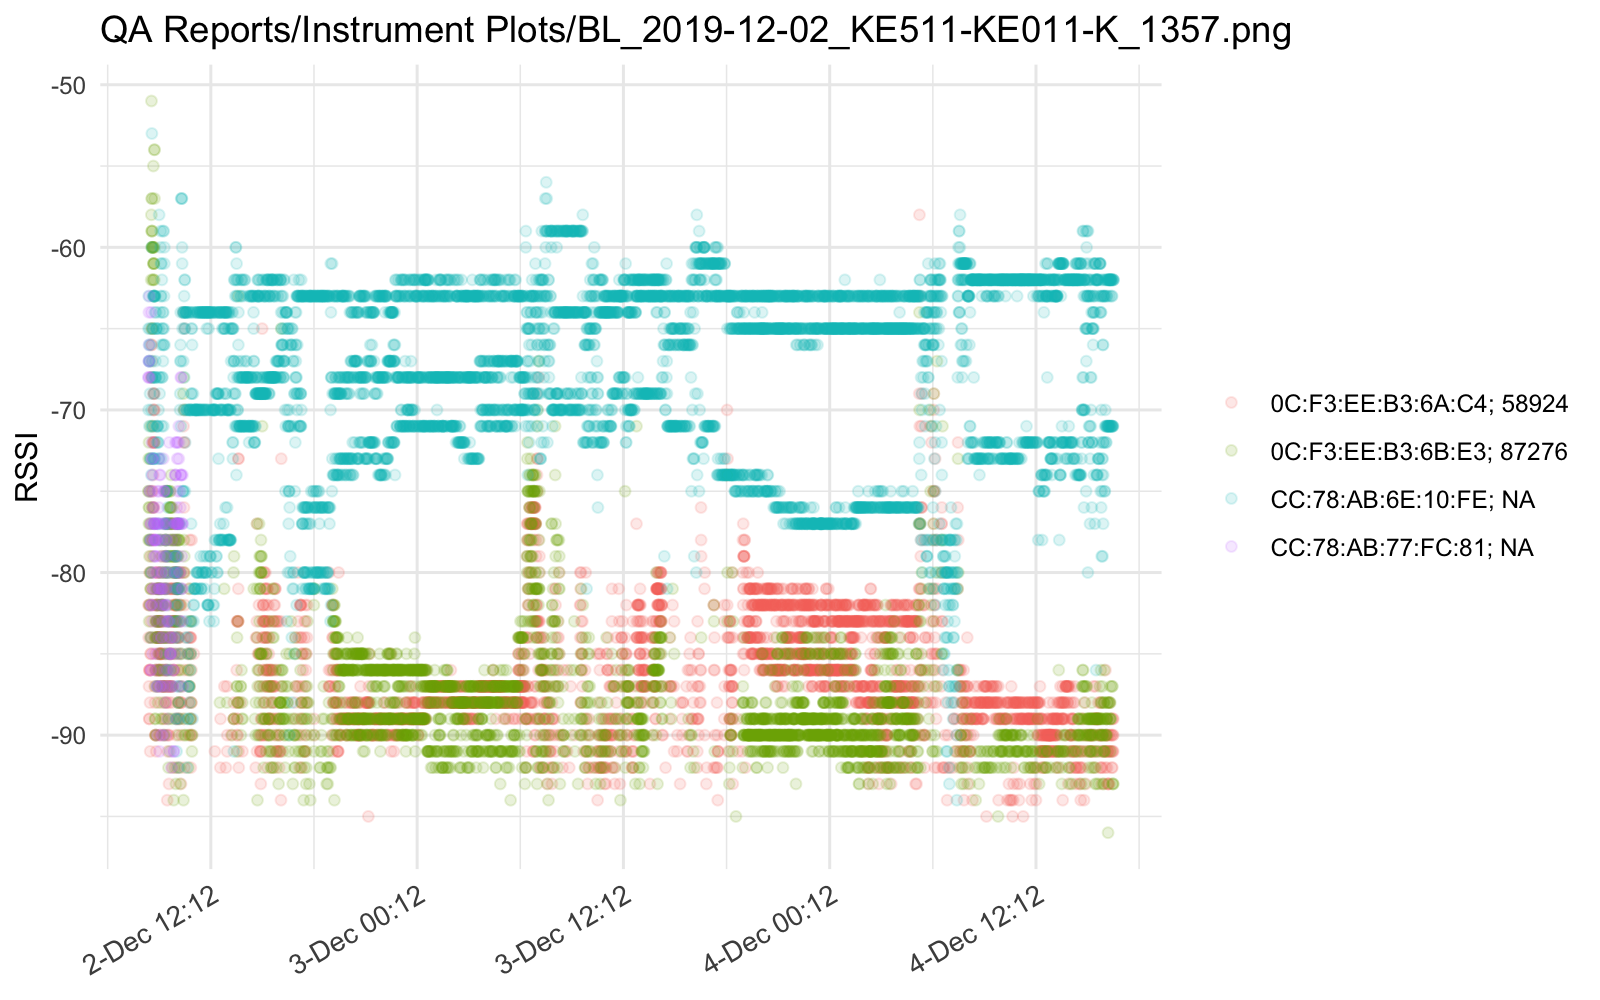 QA Reports/Instrument Plots/BL_2019-12-02_KE511-KE011-K_1357.png
RSSI
-50
-60
-70
-80
-90
2-Dec 12:12
3-Dec 00:12
3-Dec 12:12
4-Dec 00:12
4-Dec 12:12
0C:F3:EE:B3:6A:C4; 58924
0C:F3:EE:B3:6B:E3; 87276
CC:78:AB:6E:10:FE; NA
CC:78:AB:77:FC:81; NA